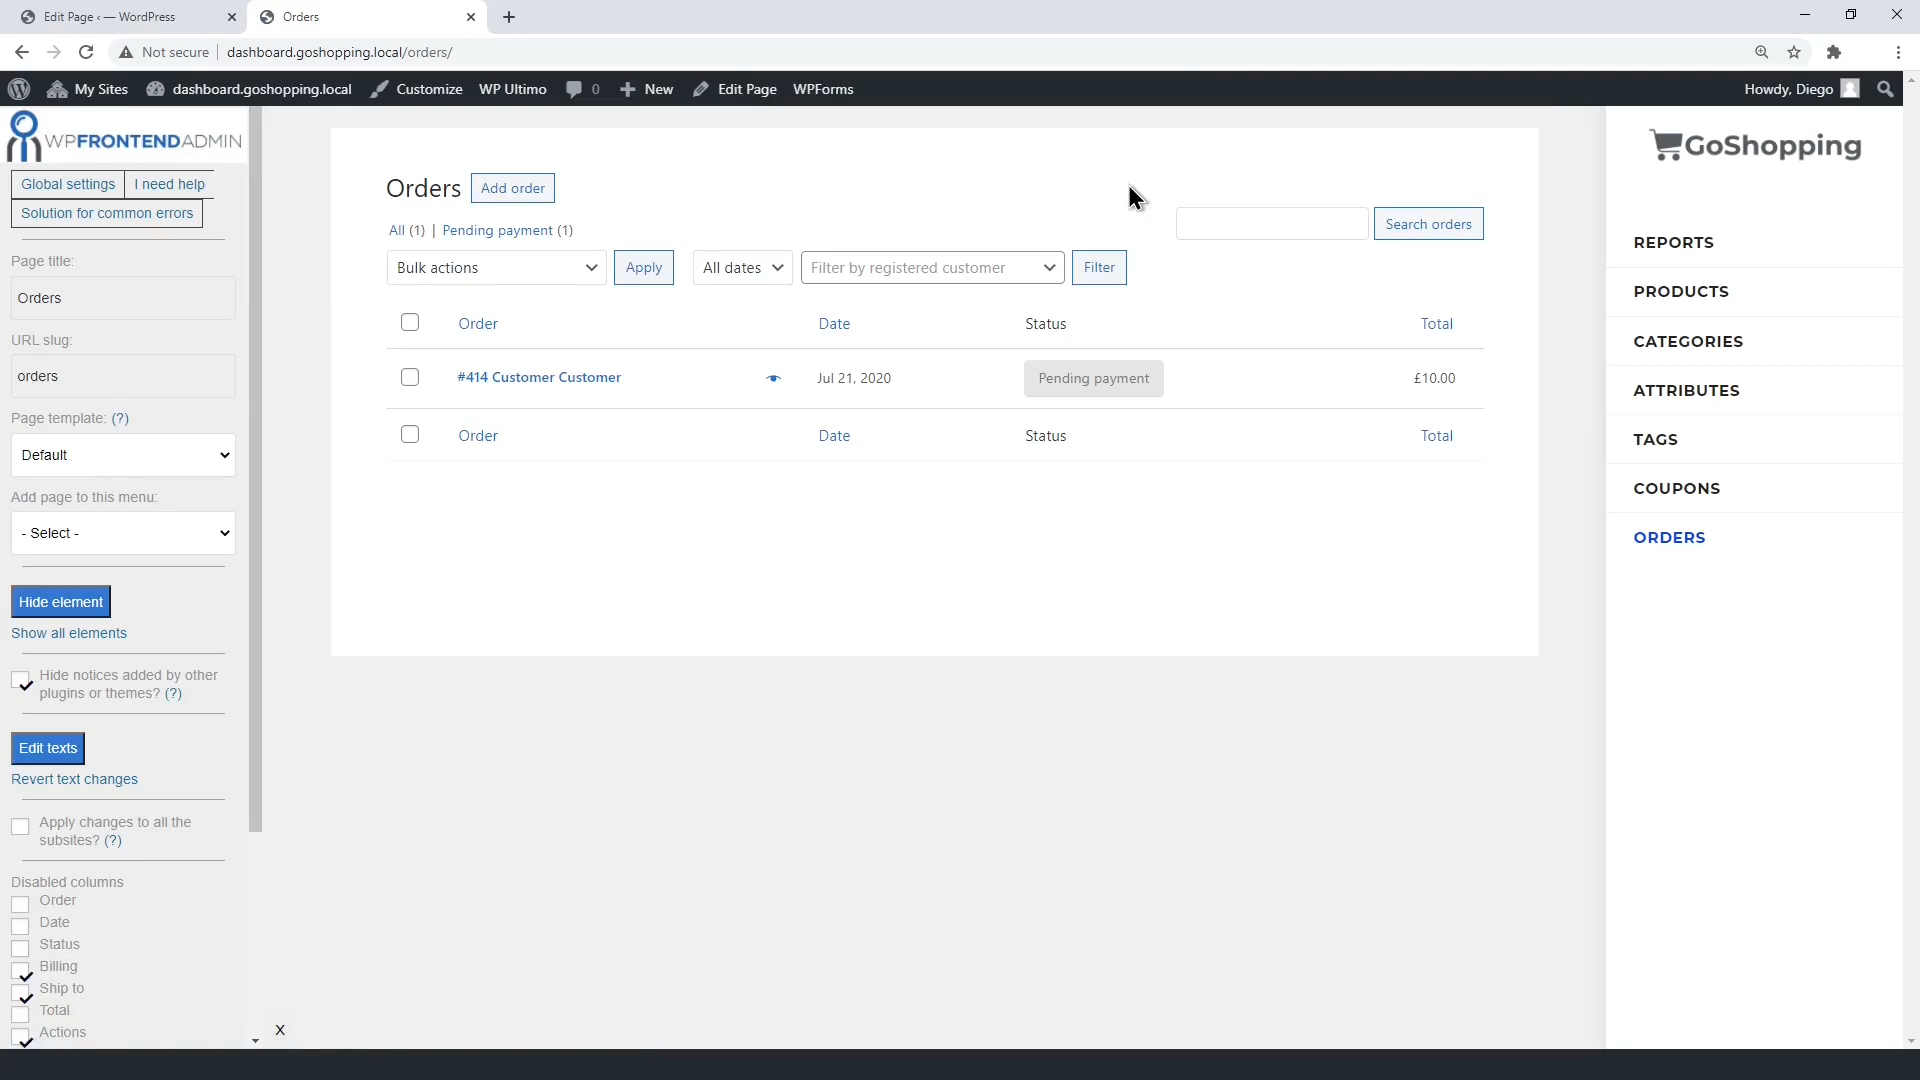 Edit Page ‹ — WordPress
Orders
Not secure
dashboard.goshopping.local/orders/
My Sites
dashboard.goshopping.local
Customize
WP Ultimo
0
New
Edit Page
WPForms
Howdy, Diego
WPFRONTENDADMIN
Global settings
I need help
Solution for common errors
Page title:
Orders
URL slug:
orders
Page template: (?)
Default
Add page to this menu:
- Select -
Hide element
Show all elements
Hide notices added by other
plugins or themes? (?)
Edit texts
Revert text changes
Apply changes to all the
subsites? (?)
Disabled columns
Order
Date
Status
Billing
Ship to
Total
Actions
X
Orders
Add order
All (1) | Pending payment (1)
Search orders
Bulk actions
Apply
All dates
Filter by registered customer
Filter
Order Date Status Total
#414 Customer Customer Jul 21, 2020 Pending payment £10.00
Order Date Status Total
GoShopping
REPORTS
PRODUCTS
CATEGORIES
ATTRIBUTES
TAGS
COUPONS
ORDERS